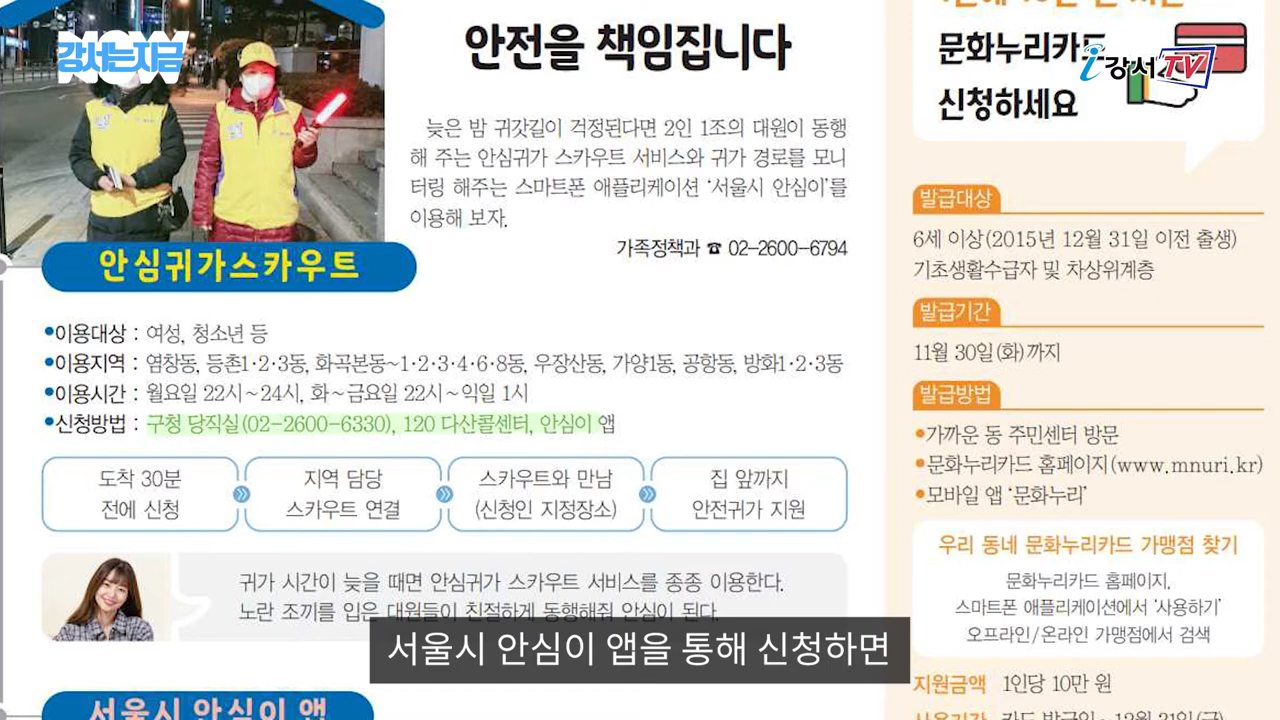 NOW
강서는지금
안전을 책임집니다
늦은 밤 귀갓길이 걱정된다면 2인 1조의 대원이 동행
해 주는 안심귀가 스카우트 서비스와 귀가 경로를 모니
터링 해주는 스마트폰 애플리케이션 ‘서울시 안심이’를
이용해 보자.
가족정책과 ☎ 02-2600-6794
안심귀가스카우트
•이용대상 : 여성, 청소년 등
•이용지역 : 염창동, 등촌1·2·3동, 화곡본동~1·2·3·4·6·8동, 우장산동, 가양1동, 공항동, 방화1·2·3동
•이용시간 : 월요일 22시~24시, 화~금요일 22시~익일 1시
•신청방법 : 구청 당직실(02-2600-6330), 120 다산콜센터, 안심이 앱
도착 30분
전에 신청
지역 담당
스카우트 연결
스카우트와 만남
(신청인 지정장소)
집 앞까지
안전귀가 지원
귀가 시간이 늦을 때면 안심귀가 스카우트 서비스를 종종 이용한다.
노란 조끼를 입은 대원들이 친절하게 동행해줘 안심이 된다.
서울시 안심이 앱을 통해 신청하면
서울시 안심이 앱
i강서TV
문화누리카드
신청하세요
발급대상
6세 이상(2015년 12월 31일 이전 출생)
기초생활수급자 및 차상위계층
발급기간
11월 30일(화)까지
발급방법
•가까운 동 주민센터 방문
•문화누리카드 홈페이지(www.mnuri.kr)
•모바일 앱 ‘문화누리’
우리 동네 문화누리카드 가맹점 찾기
문화누리카드 홈페이지,
스마트폰 애플리케이션에서 ‘사용하기’
오프라인/온라인 가맹점에서 검색
지원금액 1인당 10만 원
사용기간 카드 발급일~12월 31일(금)